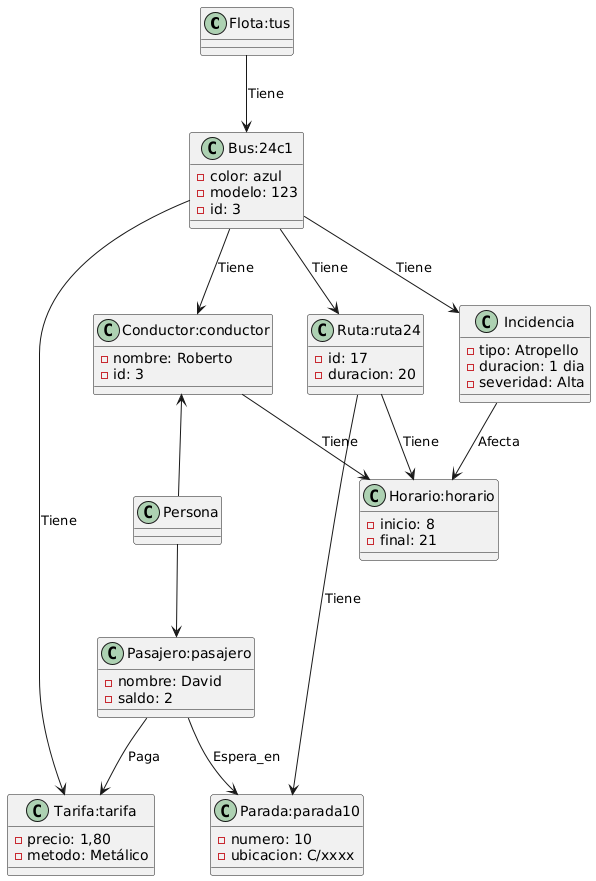 C Flota:tus
Tiene
C Bus:24c1
color: azul
modelo: 123
id: 3
Tiene
Tiene
Tiene
C Conductor:conductor
nombre: Roberto
id: 3
C Ruta:ruta24
id: 17
duracion: 20
C Incidencia
tipo: Atropello
duracion: 1 dia
severidad: Alta
Tiene
Tiene
Afecta
C Persona
C Horario:horario
inicio: 8
final: 21
Tiene
Tiene
C Pasajero:pasajero
nombre: David
saldo: 2
Paga
Espera_en
C Tarifa:tarifa
precio: 1,80
metodo: Metálico
C Parada:parada10
numero: 10
ubicacion: C/xxxx